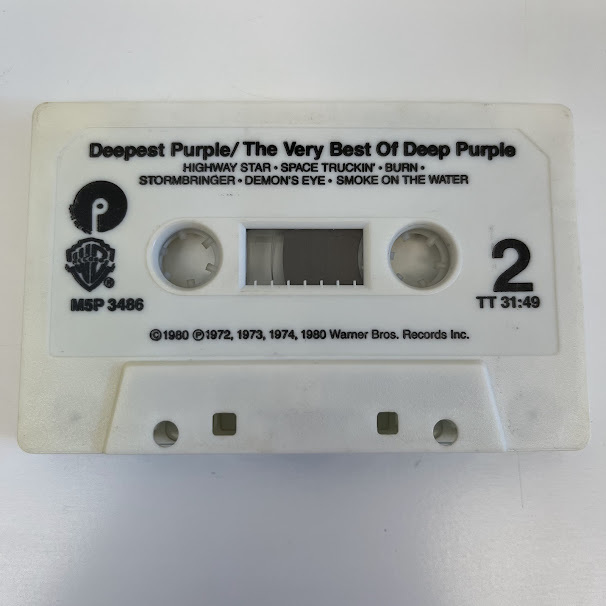 Deepest Purple/ The Very Best Of Deep Purple
HIGHWAY STAR • SPACE TRUCKIN' • BURN •
STORMBRINGER • DEMON'S EYE • SMOKE ON THE WATER
p
WB®
M5P 3486
2
TT 31:49
©1980 ℗1972, 1973, 1974, 1980 Warner Bros. Records Inc.